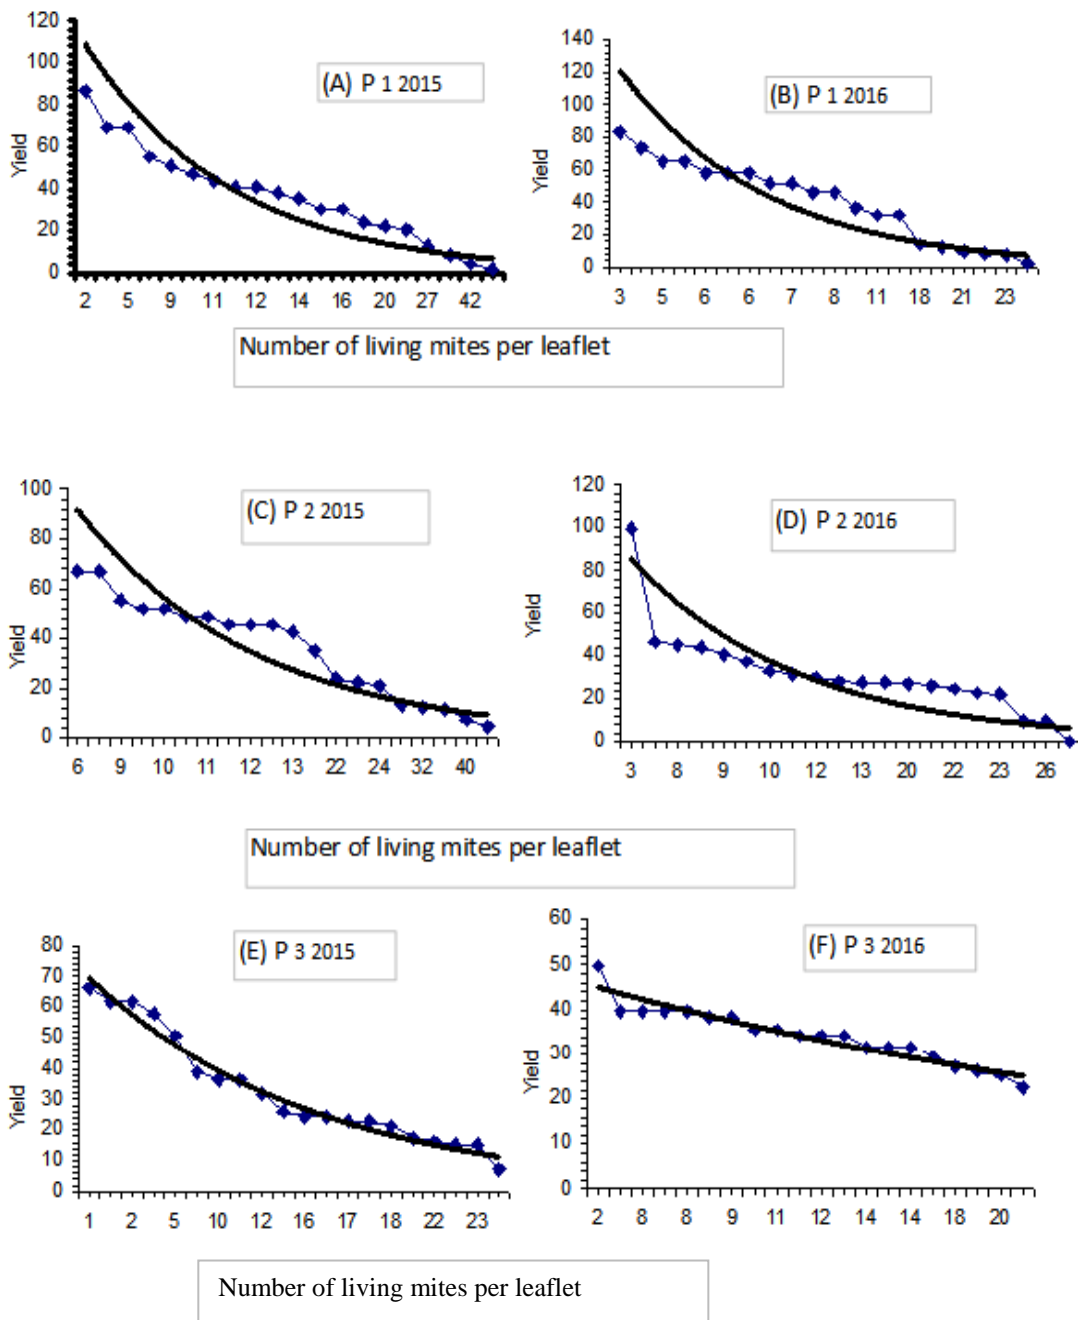 120
100
80
60
40
20
0
Yield
(A) P 1 2015
2 5 9 11 12 14 16 20 27 42
140
120
100
80
60
40
20
0
Yield
(B) P 1 2016
3 5 6 6 7 8 11 18 21 23
Number of living mites per leaflet
100
80
60
40
20
0
Yield
(C) P 2 2015
6 9 10 11 12 13 22 24 32 40
120
100
80
60
40
20
0
Yield
(D) P 2 2016
3 8 9 10 12 13 20 22 23 26
Number of living mites per leaflet
80
70
60
50
40
30
20
10
0
Yield
(E) P 3 2015
1 2 5 10 12 16 17 18 22 23
60
50
40
30
20
10
0
Yield
(F) P 3 2016
2 8 8 9 11 12 14 14 18 20
Number of living mites per leaflet